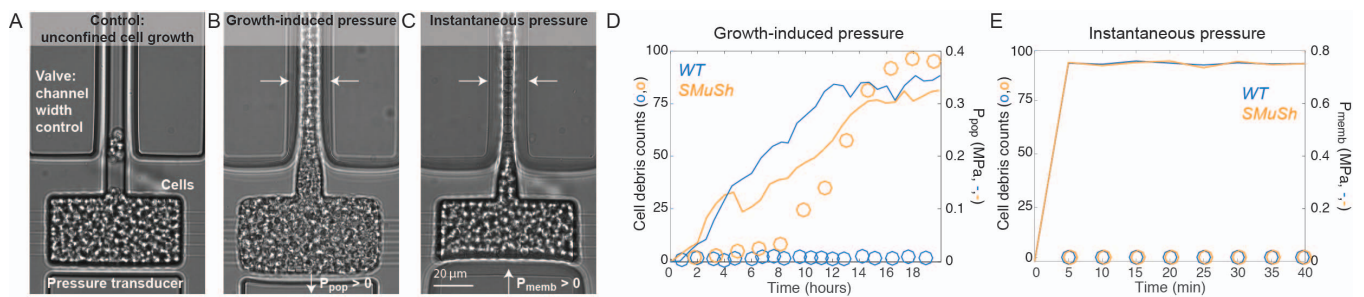 A
Control:
unconfined cell growth
Valve:
channel
width
control
Cells
Pressure transducer
B
Growth-induced pressure
P pop > 0
C
Instantaneous pressure
20 µm
P memb > 0
D
Growth-induced pressure
WT
SMuSh
Cell debris counts (o,o)
100
75
50
25
0
0 2 4 6 8 10 12 14 16 18
Time (hours)
0.4
0.3
0.2
0.1
0
P pop (MPa, -,-)
E
Instantaneous pressure
WT
SMuSh
Cell debris counts (o,o)
100
75
50
25
0
0 5 10 15 20 25 30 35 40
Time (min)
0.8
0.6
0.4
0.2
0
P memb (MPa, -,-)